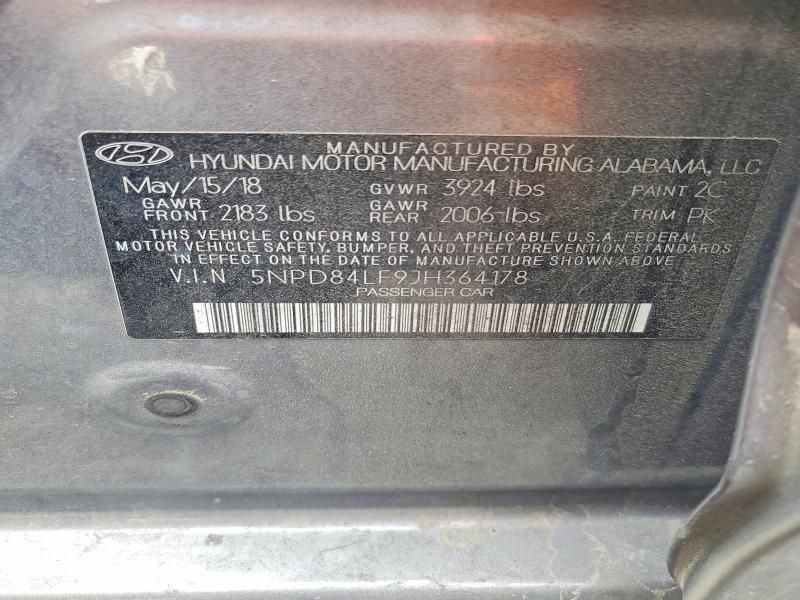 MANUFACTURED BY
HYUNDAI MOTOR MANUFACTURING ALABAMA, LLC
May/15/18 GVWR 3924 lbs PAINT 2C
GAWR FRONT 2183 lbs GAWR REAR 2006 lbs TRIM PK
THIS VEHICLE CONFORMS TO ALL APPLICABLE U.S.A. FEDERAL
MOTOR VEHICLE SAFETY, BUMPER, AND THEFT PREVENTION STANDARDS
IN EFFECT ON THE DATE OF MANUFACTURE SHOWN ABOVE.
V.I.N 5NPD84LF9JH364178
PASSENGER CAR